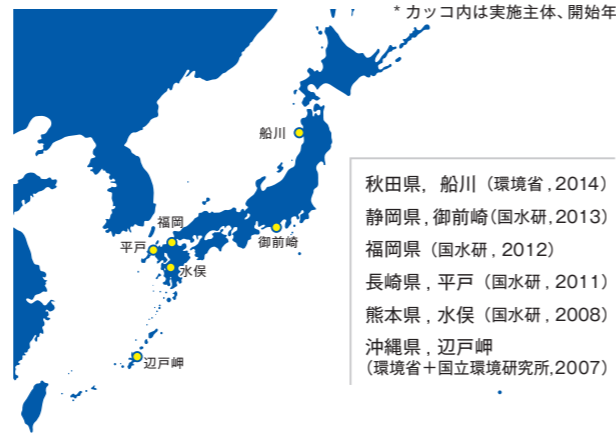 * カッコ内は実施主体、開始年
船川
福岡
平戸
御前崎
水俣
辺戸岬
秋田県, 船川（環境省, 2014）
静岡県, 御前崎（国水研, 2013）
福岡県（国水研, 2012）
長崎県, 平戸（国水研, 2011）
熊本県, 水俣（国水研, 2008）
沖縄県, 辺戸岬
（環境省＋国立環境研究所,2007）